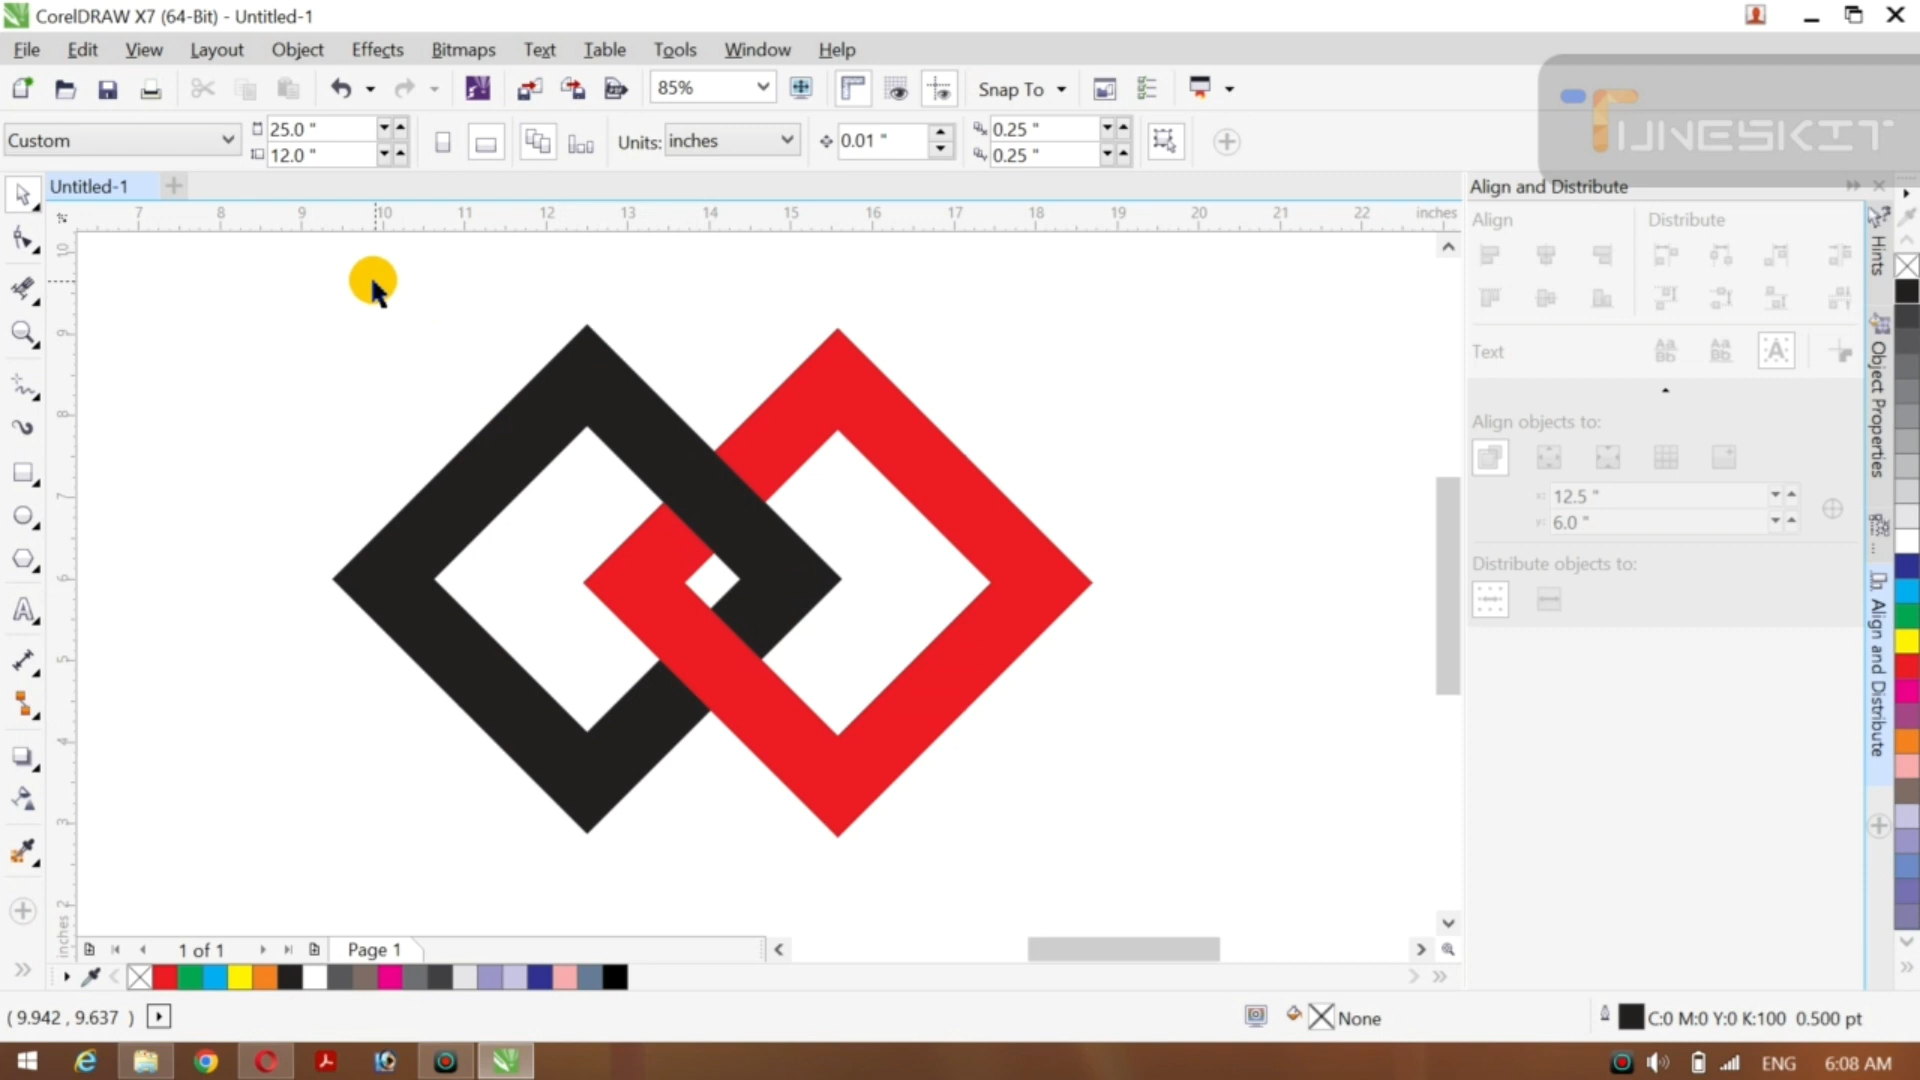 CorelDRAW X7 (64-Bit) - Untitled-1
File Edit View Layout Object Effects Bitmaps Text Table Tools Window Help
85% Snap To
TUNESKIT
Custom 25.0 " 12.0 " Units: inches 0.01 " 0.25 " 0.25 "
Untitled-1
Align and Distribute
7 8 9 10 11 12 13 14 15 16 17 18 19 20 21 22 inches
10
9
8
7
6
5
4
3
2
inches
Align Distribute
Text
Aa Bb Aa Bb A
Align objects to:
x: 12.5 "
y: 6.0 "
Distribute objects to:
Hints
Object Properties
Align and Distribute
1 of 1 Page 1
( 9.942 , 9.637 ) None C:0 M:0 Y:0 K:100 0.500 pt
ENG 6:08 AM